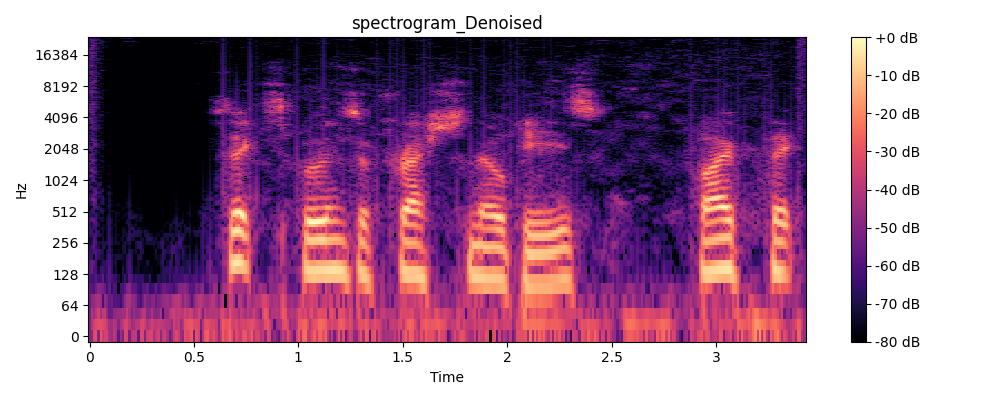 spectrogram_Denoised
Hz
16384
8192
4096
2048
1024
512
256
128
64
0
0
0.5
1
1.5
2
2.5
3
Time
+0 dB
-10 dB
-20 dB
-30 dB
-40 dB
-50 dB
-60 dB
-70 dB
-80 dB